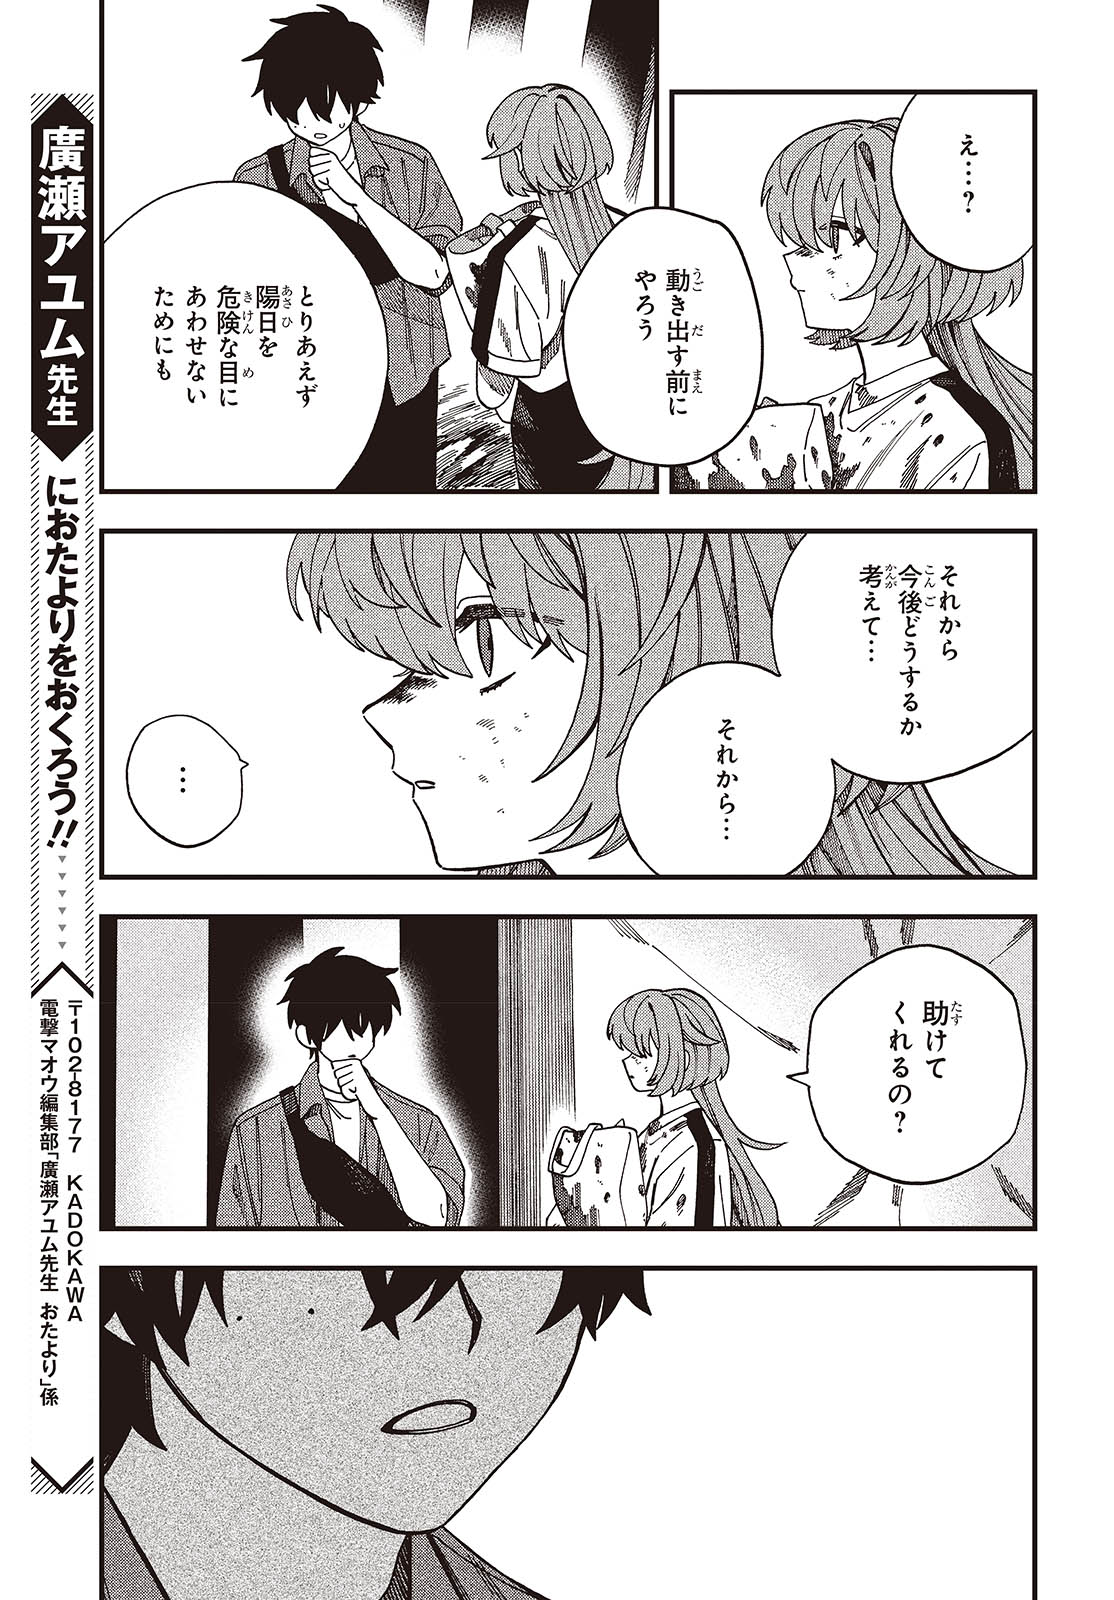 え…?
動き出す前に
やろう
とりあえず
陽日を
危険な目に
あわせない
ためにも
それから
今後どうするか
考えて…
それから…
…
助けて
くれるの?
廣瀬アユム先生
におたよりをおくろう!!
〒102-8177 KADOKAWA
電撃マオウ編集部「廣瀬アユム先生 おたより」係